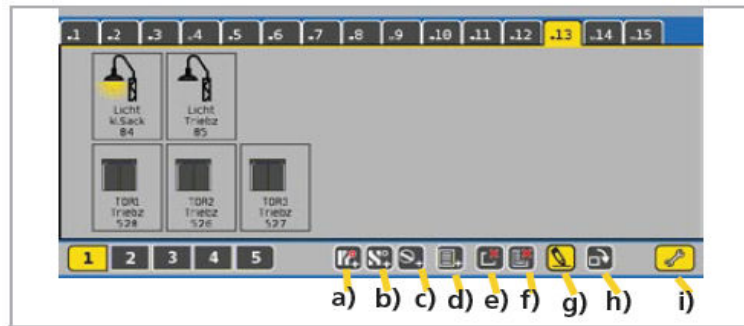 .1 .2 .3 .4 .5 .6 .7 .8 .9 .10 .11 .12 .13 .14 .15
Licht Licht
kl.Sack Triebz
84 85
TOR1 TOR2 TOR3
Triebz Triebz Triebz
528 526 527
1 2 3 4 5
a) b) c) d) e) f) g) h) i)